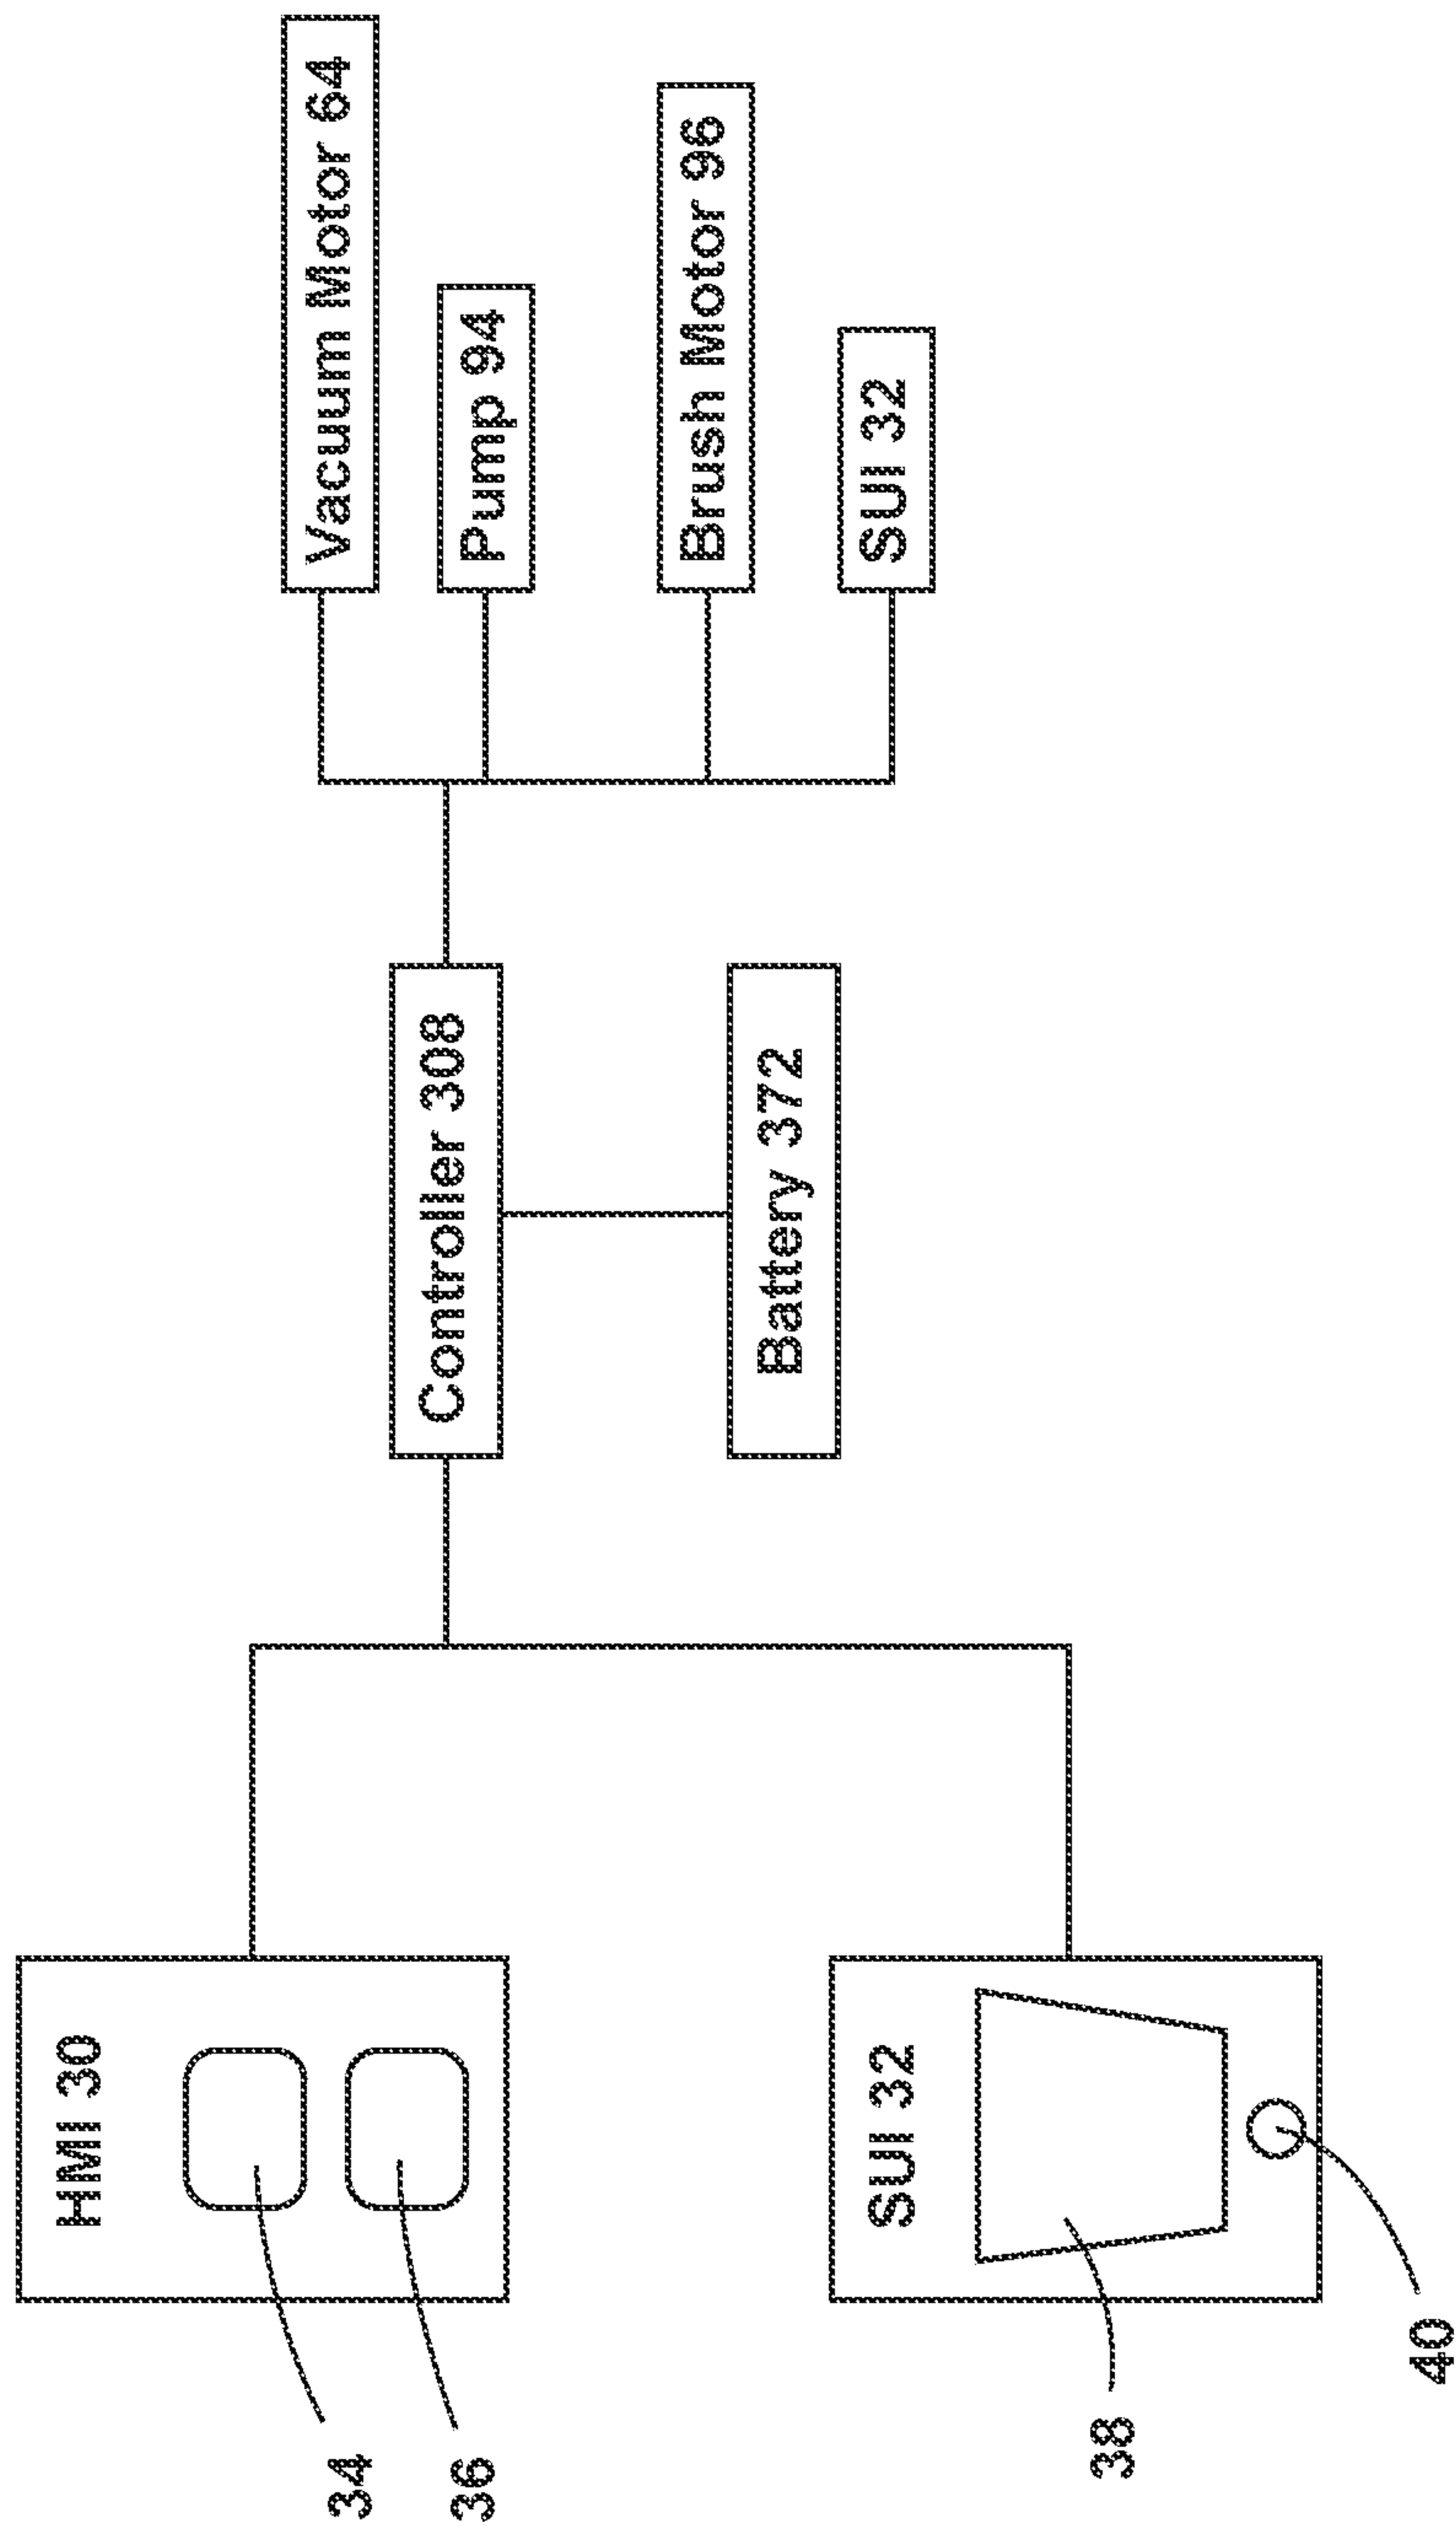 HMI 30
34
36
SUI 32
38
40
Controller 308
Battery 372
Vacuum Motor 64
Pump 94
Brush Motor 96
SUI 32